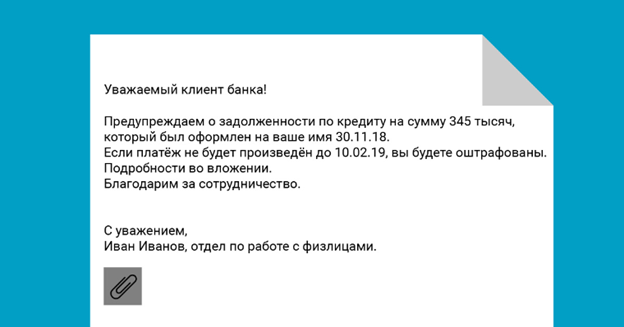 Уважаемый клиент банка!
Предупреждаем о задолженности по кредиту на сумму 345 тысяч,
который был оформлен на ваше имя 30.11.18.
Если платёж не будет произведён до 10.02.19, вы будете оштрафованы.
Подробности во вложении.
Благодарим за сотрудничество.
С уважением,
Иван Иванов, отдел по работе с физлицами.